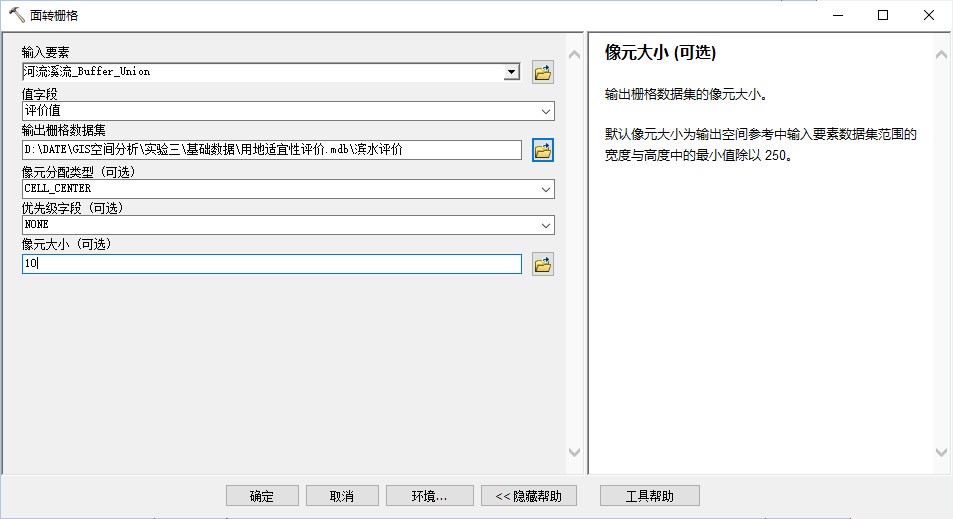 面转栅格
输入要素
河流溪流_Buffer_Union
值字段
评价值
输出栅格数据集
D:\DATE\GIS空间分析\实验三\基础数据\用地适宜性评价.mdb\滨水评价
像元分配类型（可选）
CELL_CENTER
优先级字段（可选）
NONE
像元大小（可选）
10
像元大小 (可选)
输出栅格数据集的像元大小。
默认像元大小为输出空间参考中输入要素数据集范围的
宽度与高度中的最小值除以 250。
确定
取消
环境...
<< 隐藏帮助
工具帮助